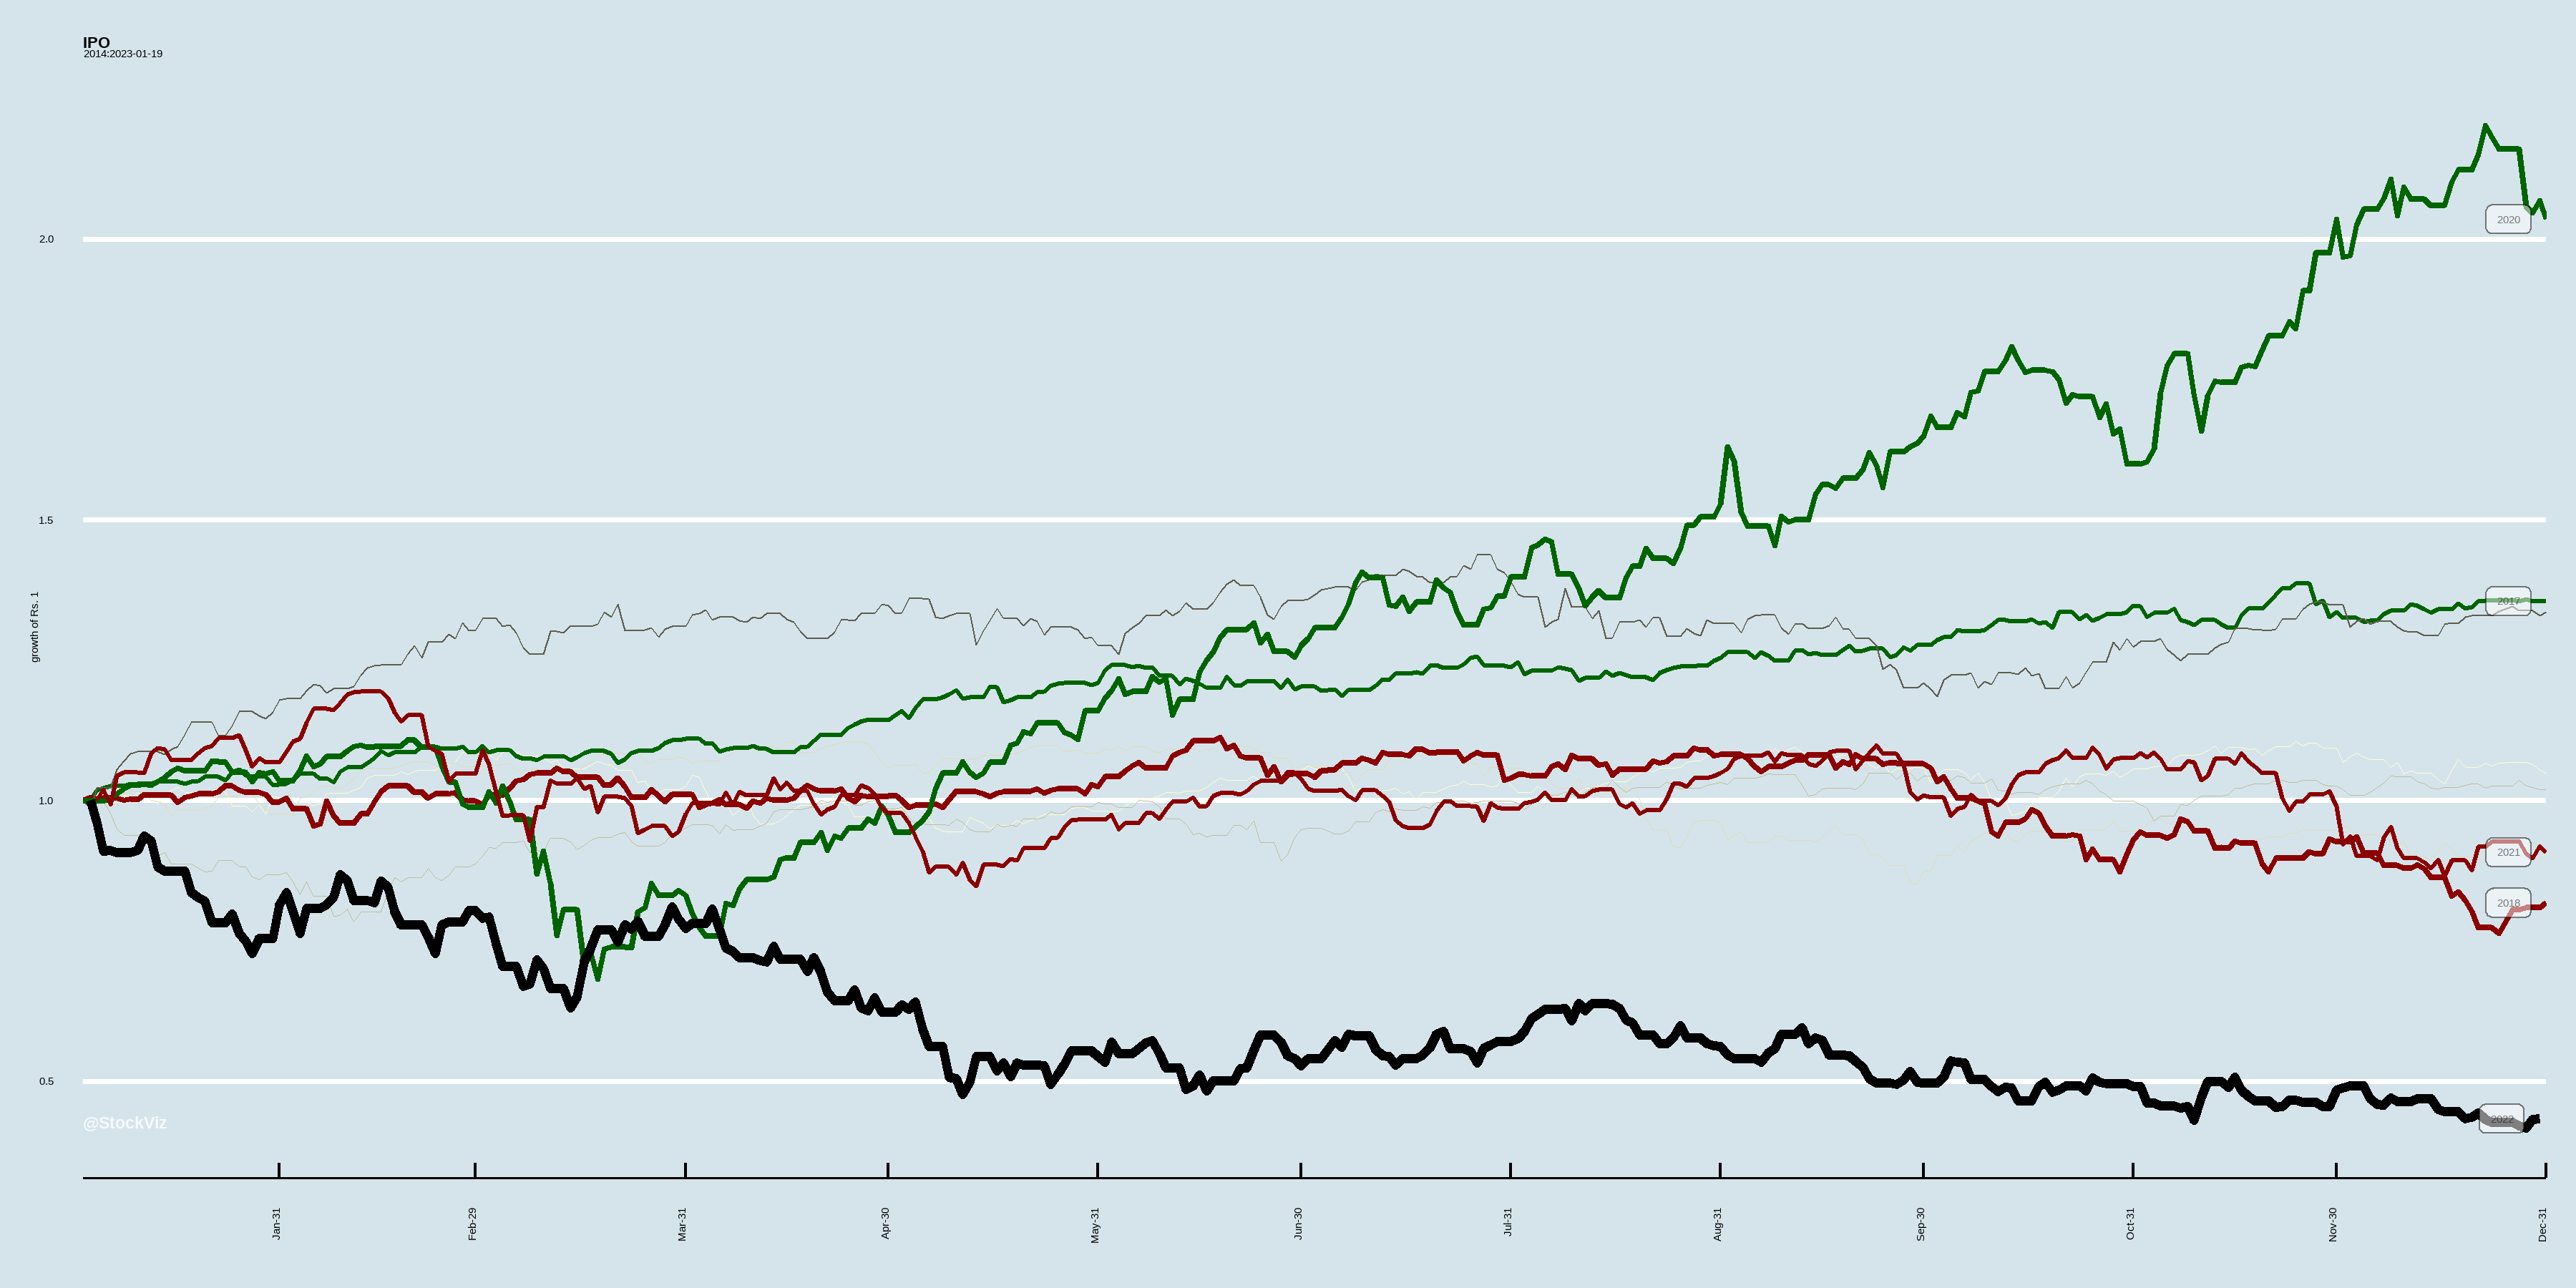 IPO
2014:2023-01-19
growth of Rs. 1
2.0
1.5
1.0
0.5
2020
2017
2021
2018
2022
@StockViz
Jan-31
Feb-29
Mar-31
Apr-30
May-31
Jun-30
Jul-31
Aug-31
Sep-30
Oct-31
Nov-30
Dec-31